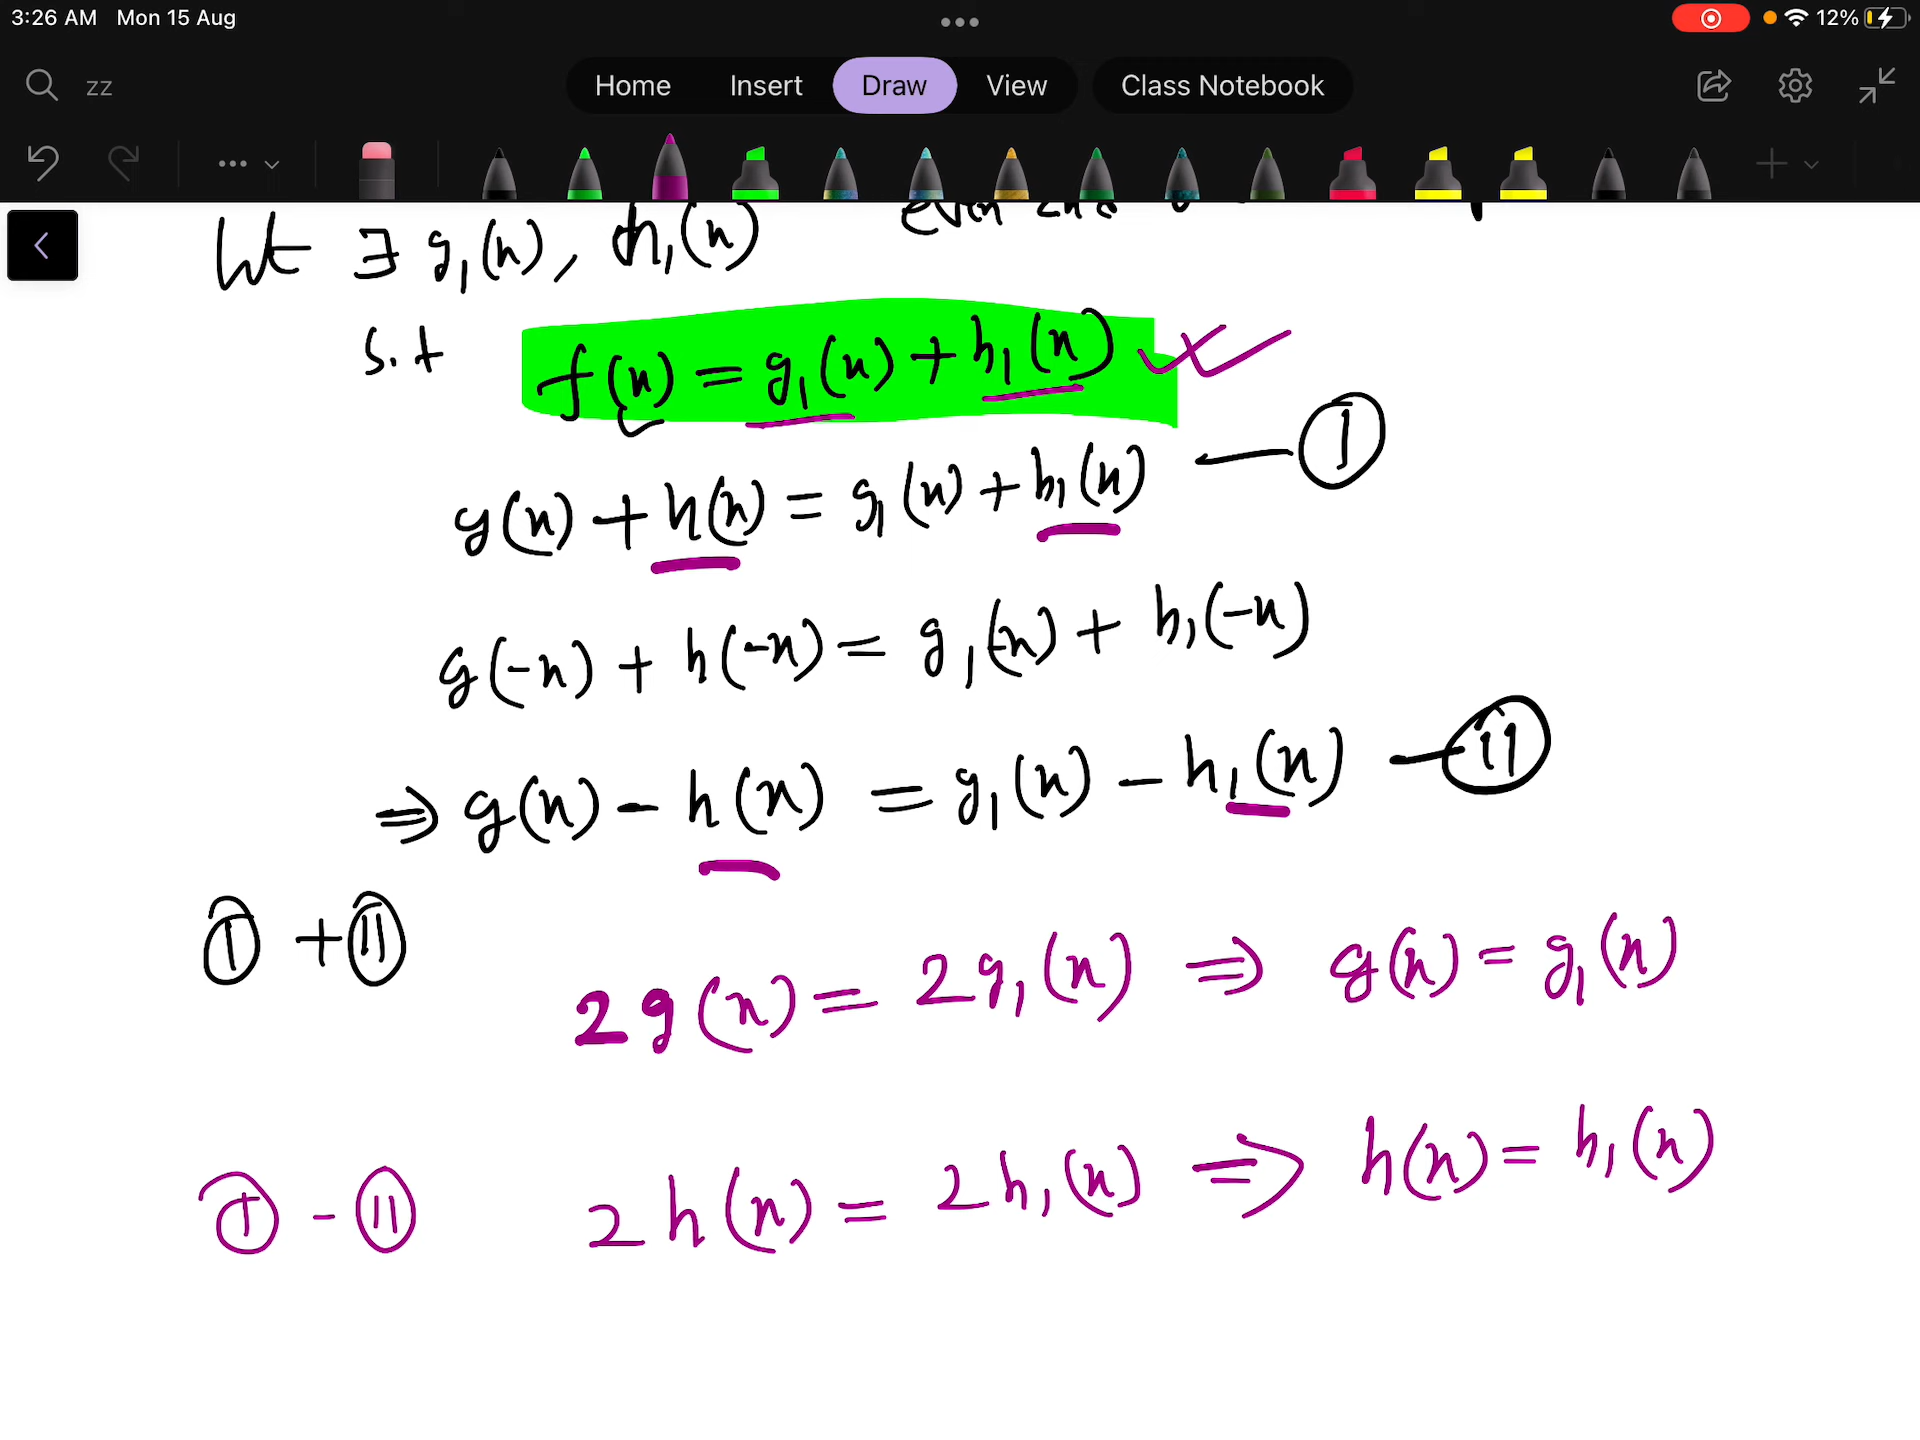 3:26 AM Mon 15 Aug
12%
zz
Home Insert Draw View Class Notebook
let ∃ g₁(x), h₁(x) even
s.t f(x) = g₁(x) + h₁(x)
g(x) + h(x) = g₁(x) + h₁(x) — I
g(-x) + h(-x) = g₁(-x) + h₁(-x)
⇒ g(x) - h(x) = g₁(x) - h₁(x) — II
I + II
2g(x) = 2g₁(x) ⇒ g(x) = g₁(x)
I - II 2h(x) = 2h₁(x) ⇒ h(x) = h₁(x)